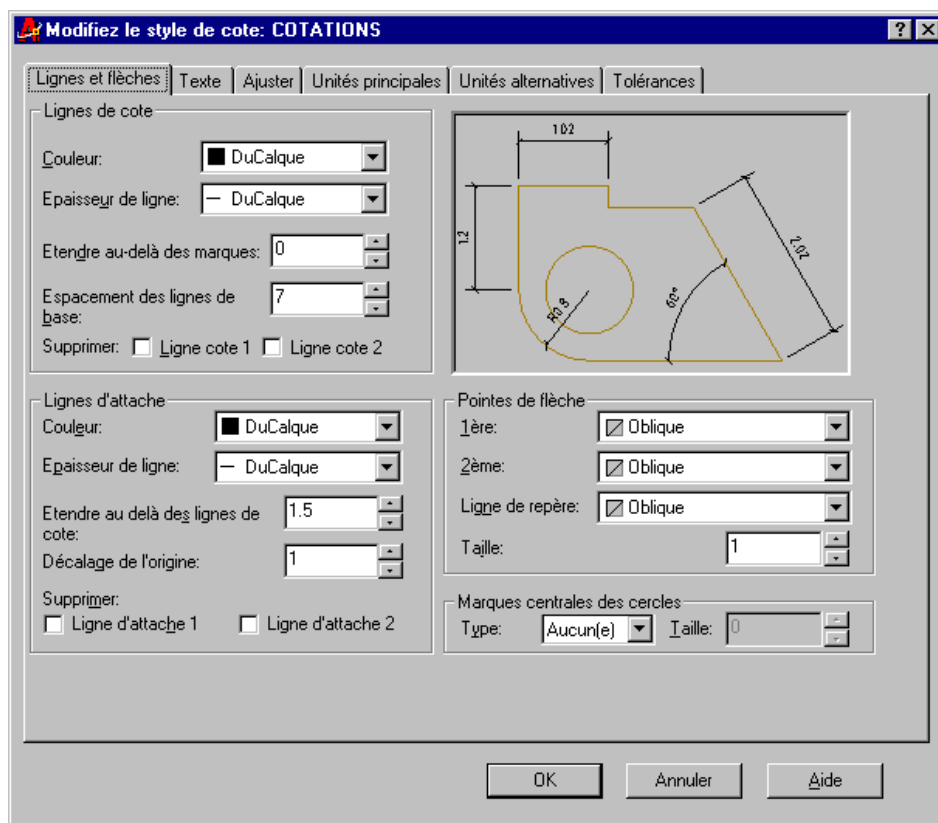 Modifiez le style de cote: COTATIONS
Lignes et flèches Texte Ajuster Unités principales Unités alternatives Tolérances
Lignes de cote
Couleur: DuCalque
Epaisseur de ligne: DuCalque
Etendre au-delà des marques: 0
Espacement des lignes de base: 7
Supprimer: Ligne cote 1 Ligne cote 2
102
1.2
2.02
R0.8
60°
Lignes d'attache
Couleur: DuCalque
Epaisseur de ligne: DuCalque
Etendre au delà des lignes de cote: 1.5
Décalage de l'origine: 1
Supprimer:
Ligne d'attache 1 Ligne d'attache 2
Pointes de flèche
1ère: Oblique
2ème: Oblique
Ligne de repère: Oblique
Taille: 1
Marques centrales des cercles
Type: Aucun(e) Taille: 0
OK Annuler Aide